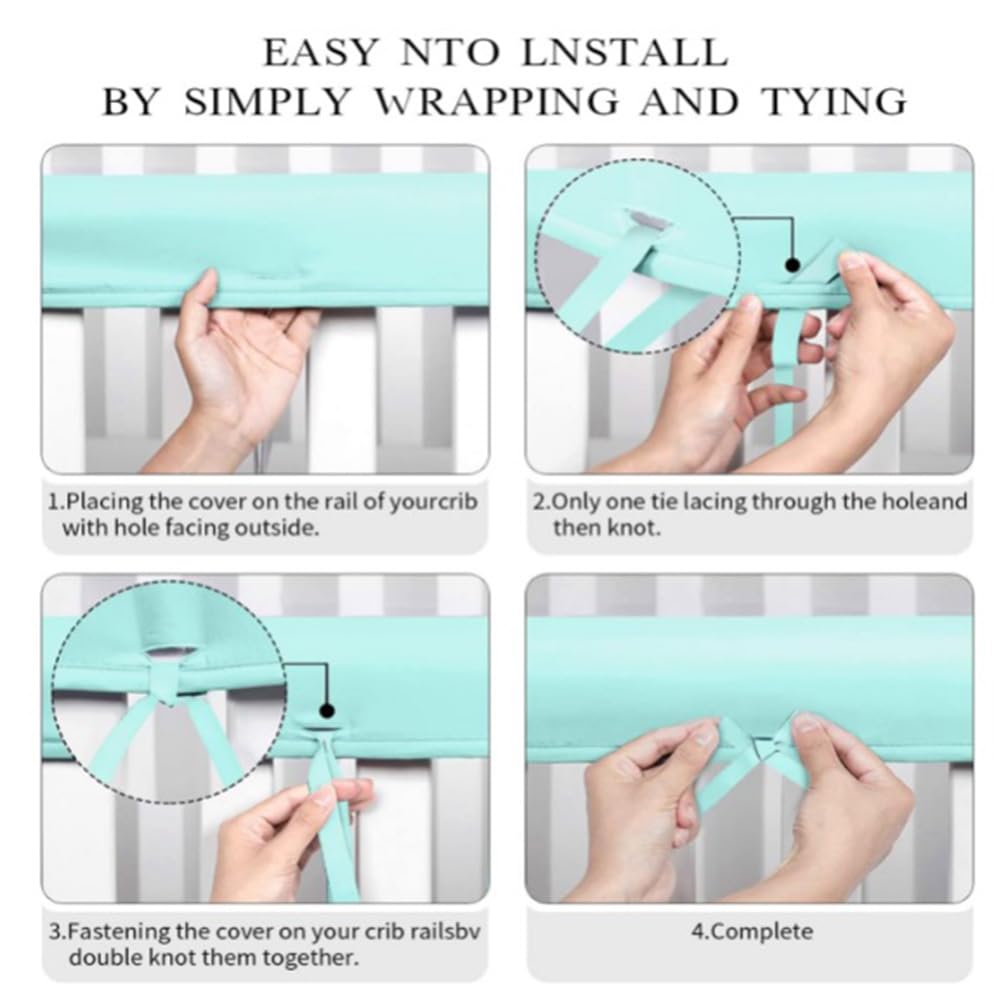 EASY NTO LNSTALL
BY SIMPLY WRAPPING AND TYING
1.Placing the cover on the rail of yourcrib
with hole facing outside.
2.Only one tie lacing through the holeand
then knot.
3.Fastening the cover on your crib railsbv
double knot them together.
4.Complete